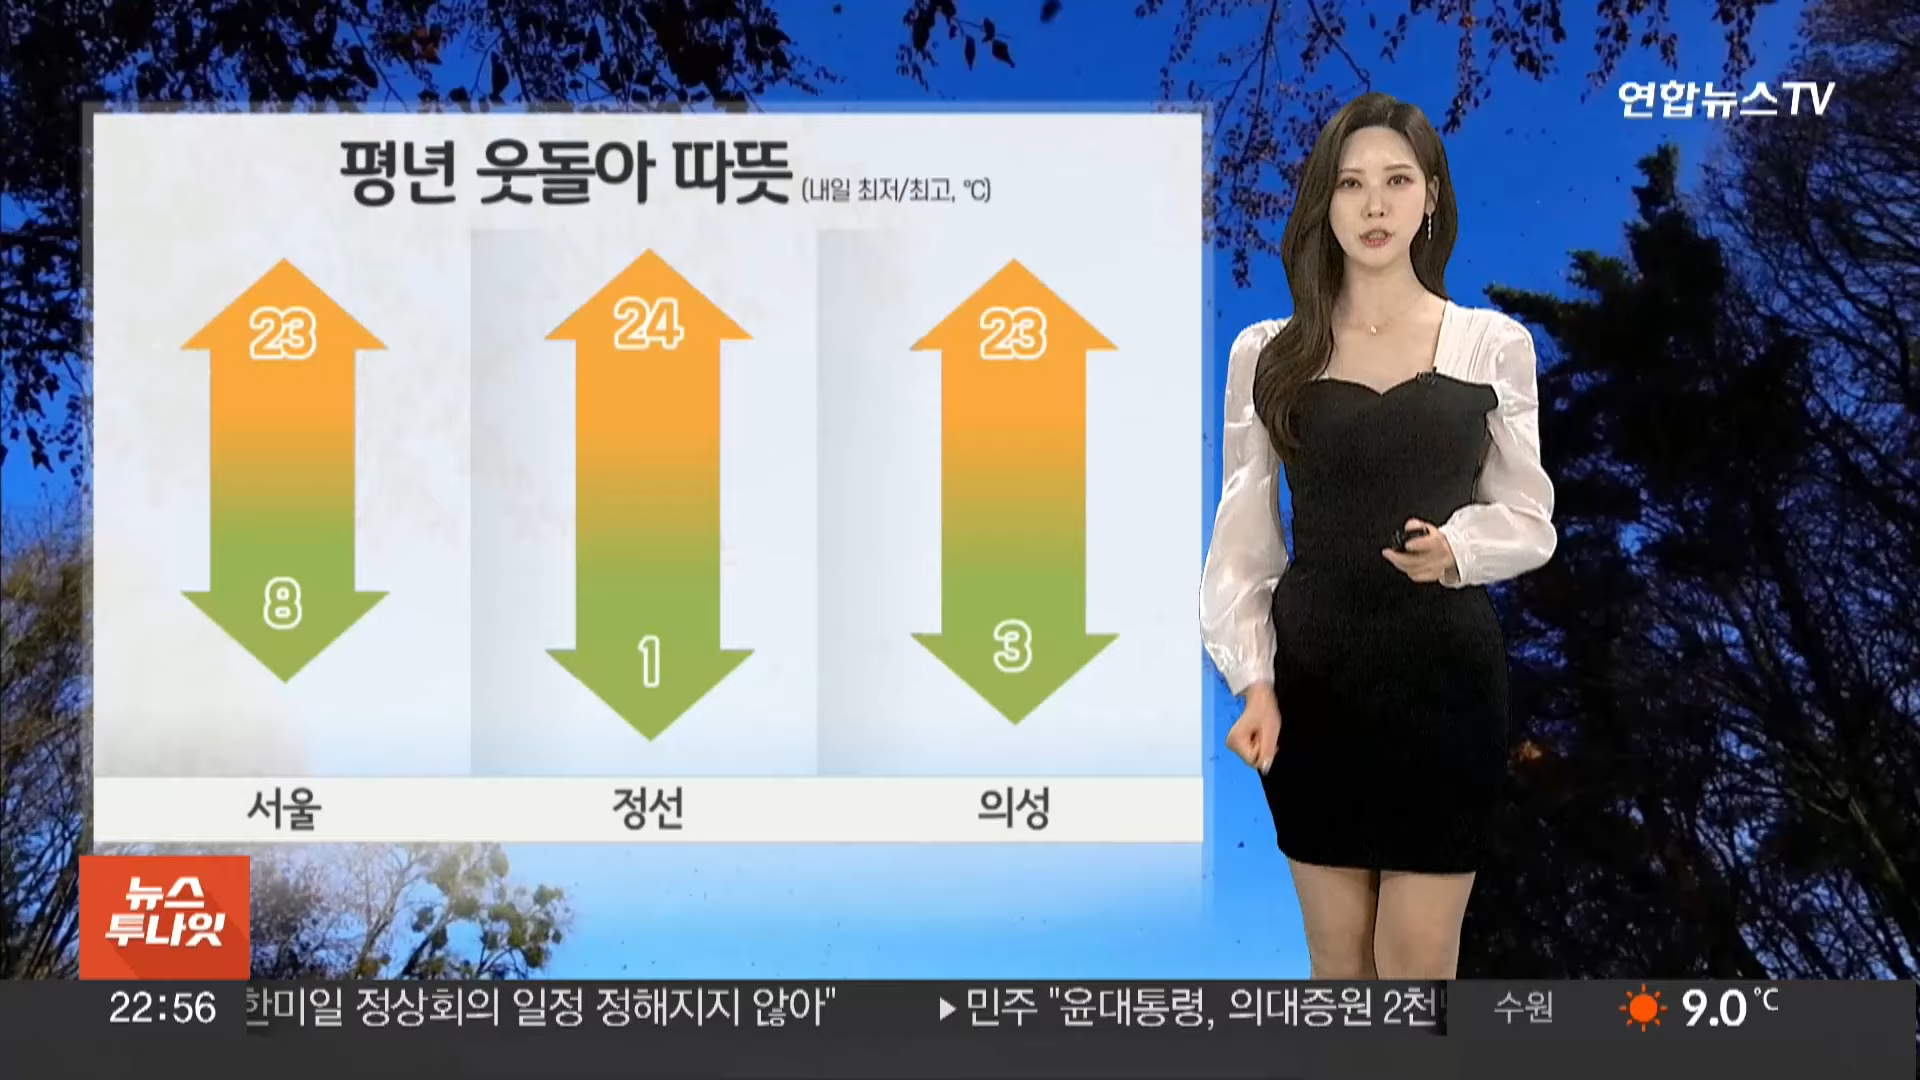 연합뉴스TV
평년 웃돌아 따뜻 (내일 최저/최고, ℃)
23
24
23
8
1
3
서울
정선
의성
뉴스
투나잇
22:56
한미일 정상회의 일정 정해지지 않아"
▶민주 "윤대통령, 의대증원 2천
수원
9.0℃